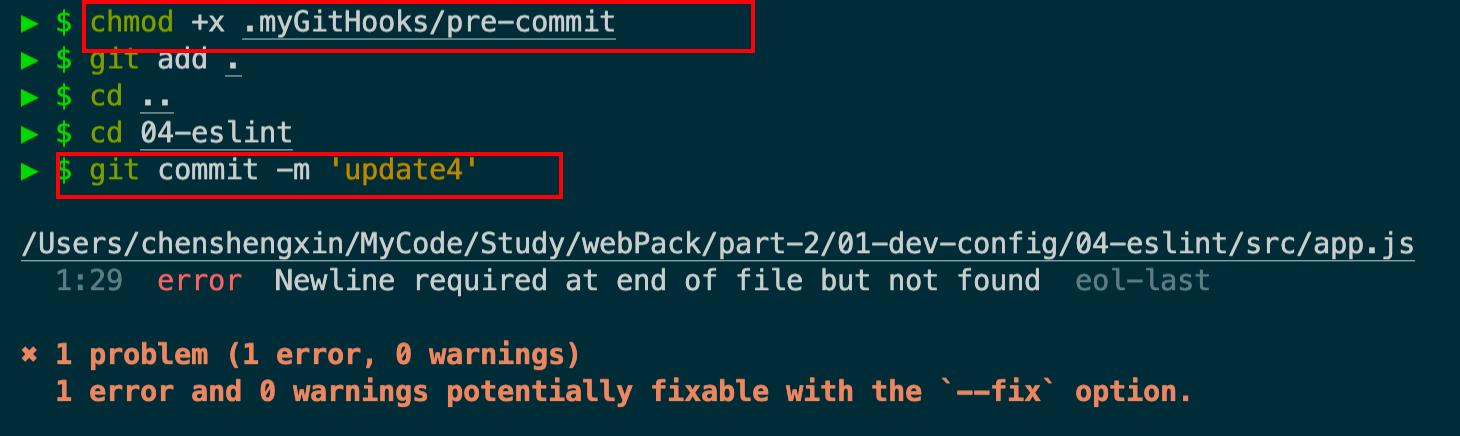 ▶ $ chmod +x .myGitHooks/pre-commit
▶ $ git add .
▶ $ cd ..
▶ $ cd 04-eslint
▶ $ git commit -m 'update4'
/Users/chenshengxin/MyCode/Study/webPack/part-2/01-dev-config/04-eslint/src/app.js
1:29 error Newline required at end of file but not found eol-last
✖ 1 problem (1 error, 0 warnings)
1 error and 0 warnings potentially fixable with the `--fix` option.